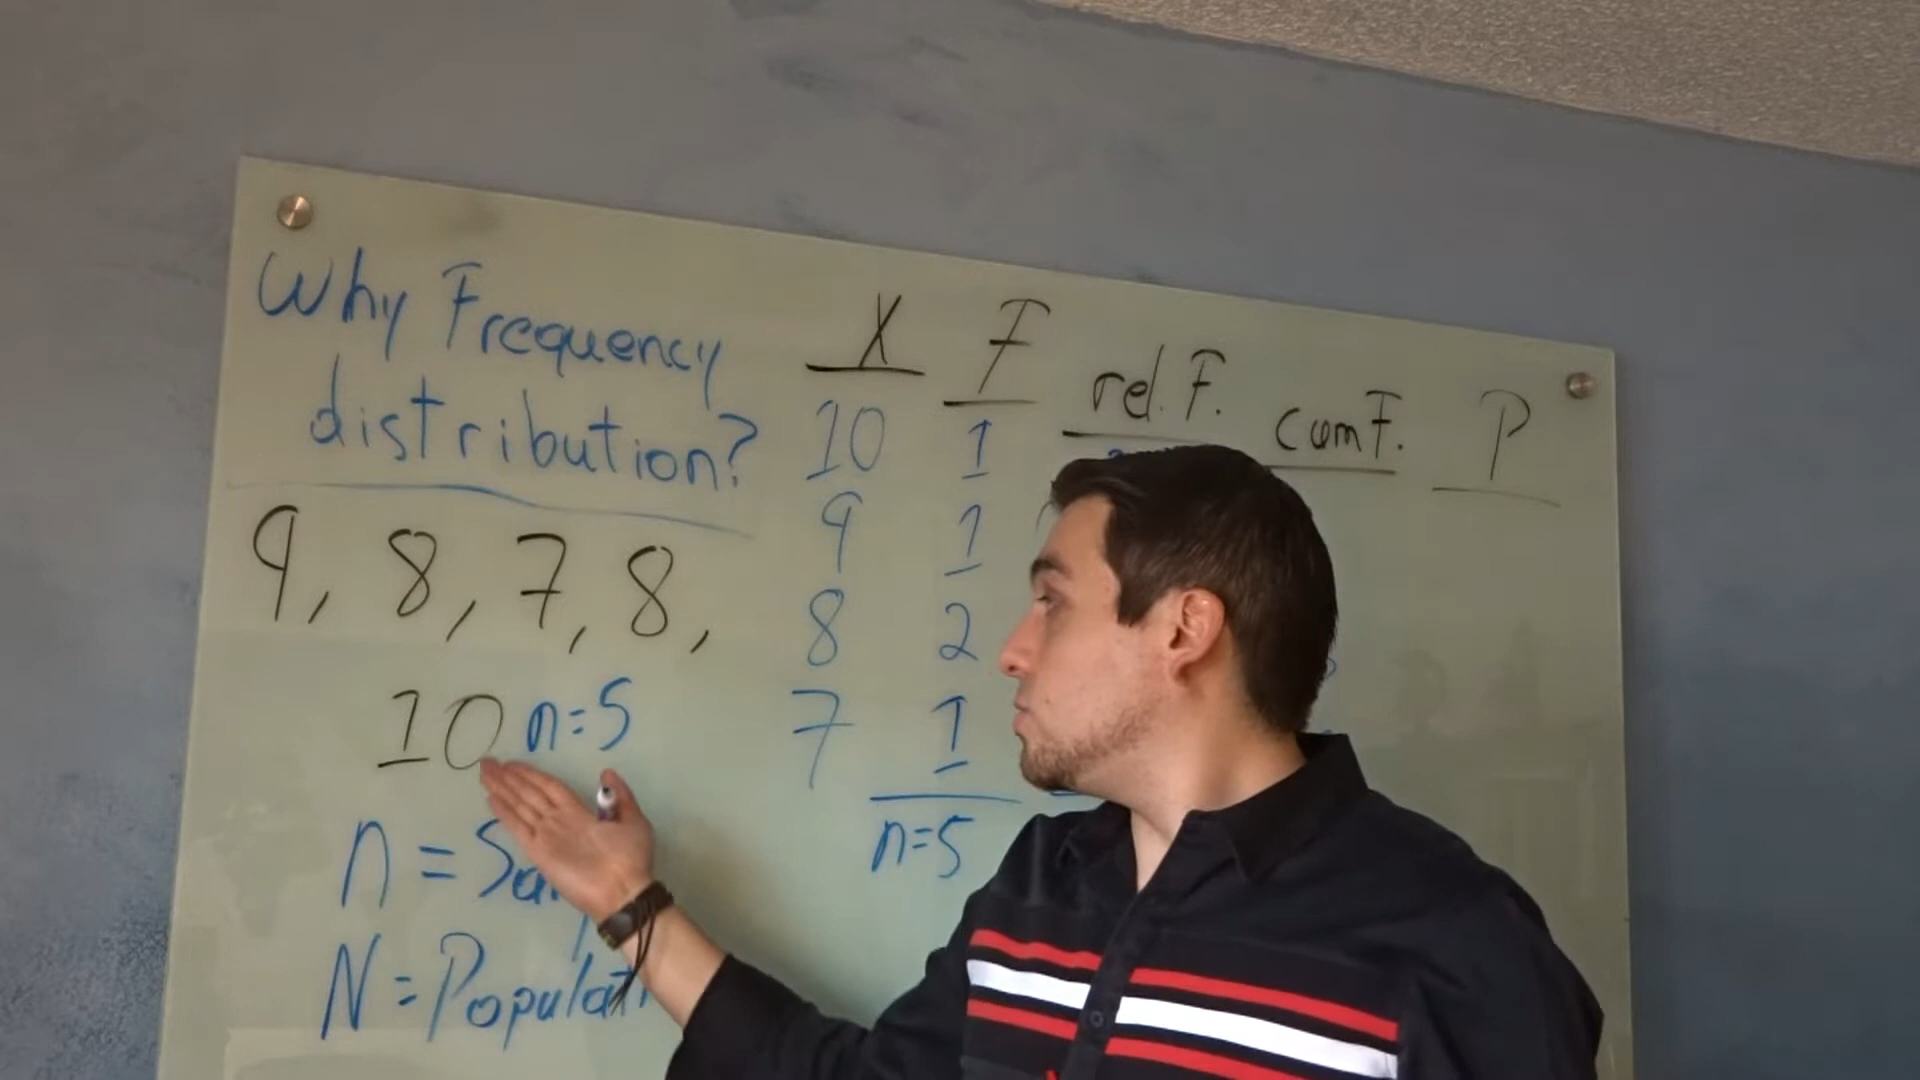 Why Frequency
distribution?
9, 8, 7, 8,
10 n=5
n =
N =
X F rel. F. cum F. P
10 1
9 1
8 2
7 1
n=5